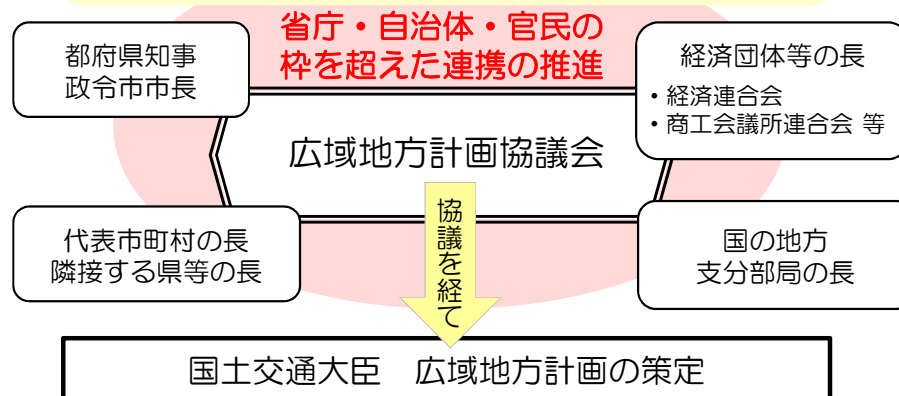 省庁・自治体・官民の
枠を超えた連携の推進
都府県知事
政令市市長
経済団体等の長
・経済連合会
・商工会議所連合会 等
広域地方計画協議会
代表市町村の長
隣接する県等の長
協議を経て
国の地方
支分部局の長
国土交通大臣　広域地方計画の策定